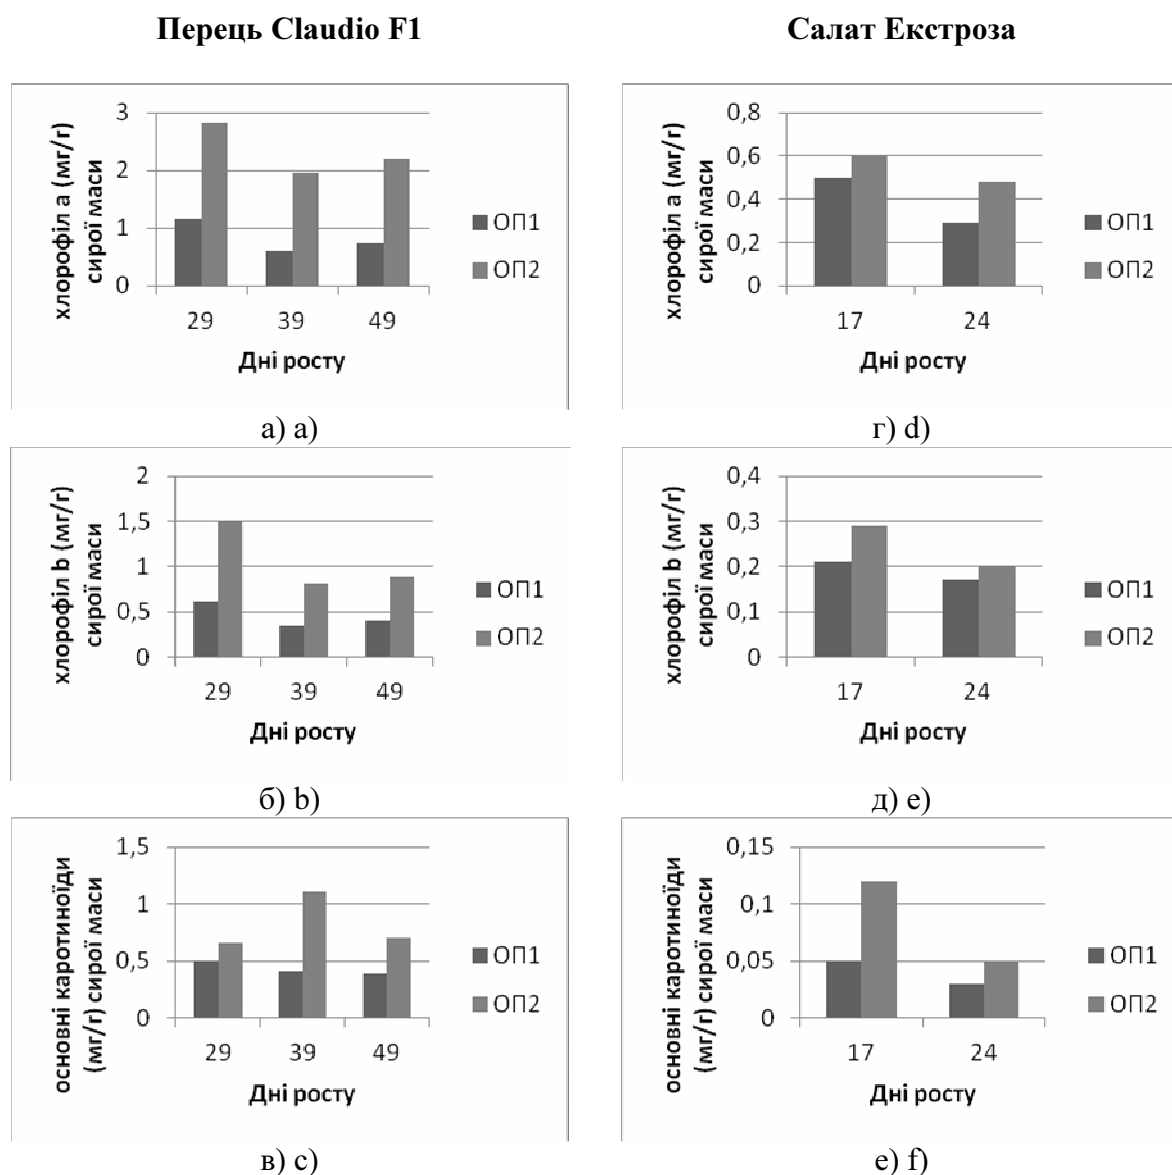 Перець Claudio F1
Салат Екстроза
3
2
1
0
хлорофіл а (мг/г)
сирої маси
29 39 49
Дні росту
ОП1
ОП2
а) a)
0,8
0,6
0,4
0,2
0
хлорофіл а (мг/г)
сирої маси
17 24
Дні росту
ОП1
ОП2
г) d)
2
1,5
1
0,5
0
хлорофіл b (мг/г)
сирої маси
29 39 49
Дні росту
ОП1
ОП2
б) b)
0,4
0,3
0,2
0,1
0
хлорофіл b (мг/г)
сирої маси
17 24
Дні росту
ОП1
ОП2
д) e)
1,5
1
0,5
0
основні каротиноїди
(мг/г) сирої маси
29 39 49
Дні росту
ОП1
ОП2
в) c)
0,15
0,1
0,05
0
основні каротиноїди
(мг/г) сирої маси
17 24
Дні росту
ОП1
ОП2
е) f)